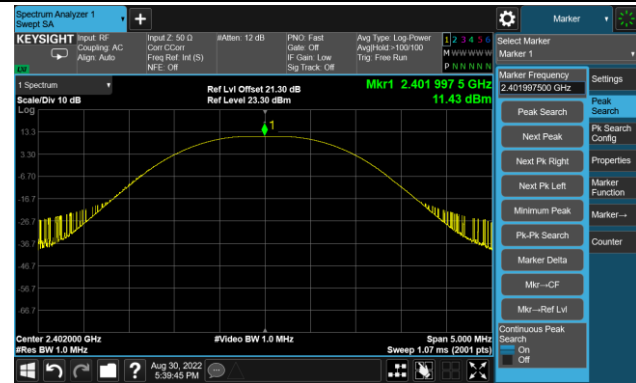 Spectrum Analyzer 1
Swept SA
Marker
KEYSIGHT
Input: RF
Coupling: AC
Align: Auto
Input Z: 50 Ω
Corr CCorr
Freq Ref: Int (S)
NFE: Off
#Atten: 12 dB
PNO: Fast
Gate: Off
IF Gain: Low
Sig Track: Off
Avg Type: Log-Power
Avg|Hold:>100/100
Trig: Free Run
1 2 3 4 5 6
M W W W W W
P N N N N N
Select Marker
Marker 1
1 Spectrum
Scale/Div 10 dB
Ref Lvl Offset 21.30 dB
Ref Level 23.30 dBm
Mkr1 2.401 997 5 GHz
11.43 dBm
Log
1
13.3
3.30
-6.70
-16.7
-26.7
-36.7
-46.7
-56.7
-66.7
Center 2.402000 GHz
#Res BW 1.0 MHz
#Video BW 1.0 MHz
Span 5.000 MHz
Sweep 1.07 ms (2001 pts)
Marker Frequency
2.401997500 GHz
Peak Search
Next Peak
Next Pk Right
Next Pk Left
Minimum Peak
Pk-Pk Search
Marker Delta
Mkr→CF
Mkr→Ref Lvl
Continuous Peak
Search
On
Off
Settings
Peak
Search
Pk Search
Config
Properties
Marker
Function
Marker→
Counter
?
Aug 30, 2022
5:39:45 PM